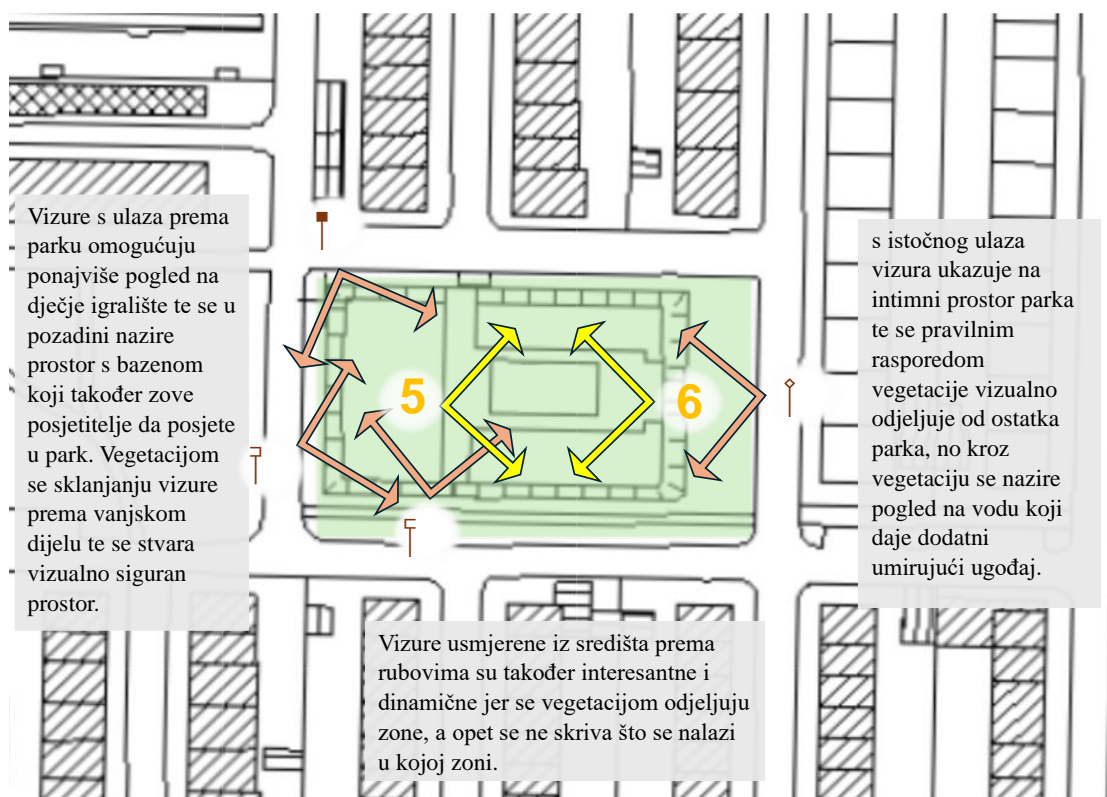 Vizure s ulaza prema
parku omogućuju
ponajviše pogled na
dječje igralište te se u
pozadini nazire
prostor s bazenom
koji također zove
posjetitelje da posjete
u park. Vegetacijom
se sklanjanju vizure
prema vanjskom
dijelu te se stvara
vizualno siguran
prostor.
s istočnog ulaza
vizura ukazuje na
intimni prostor parka
te se pravilnim
rasporedom
vegetacije vizualno
odjeljuje od ostatka
parka, no kroz
vegetaciju se nazire
pogled na vodu koji
daje dodatni
umirujući ugođaj.
5
6
Vizure usmjerene iz središta prema
rubovima su također interesantne i
dinamične jer se vegetacijom odjeljuju
zone, a opet se ne skriva što se nalazi
u kojoj zoni.